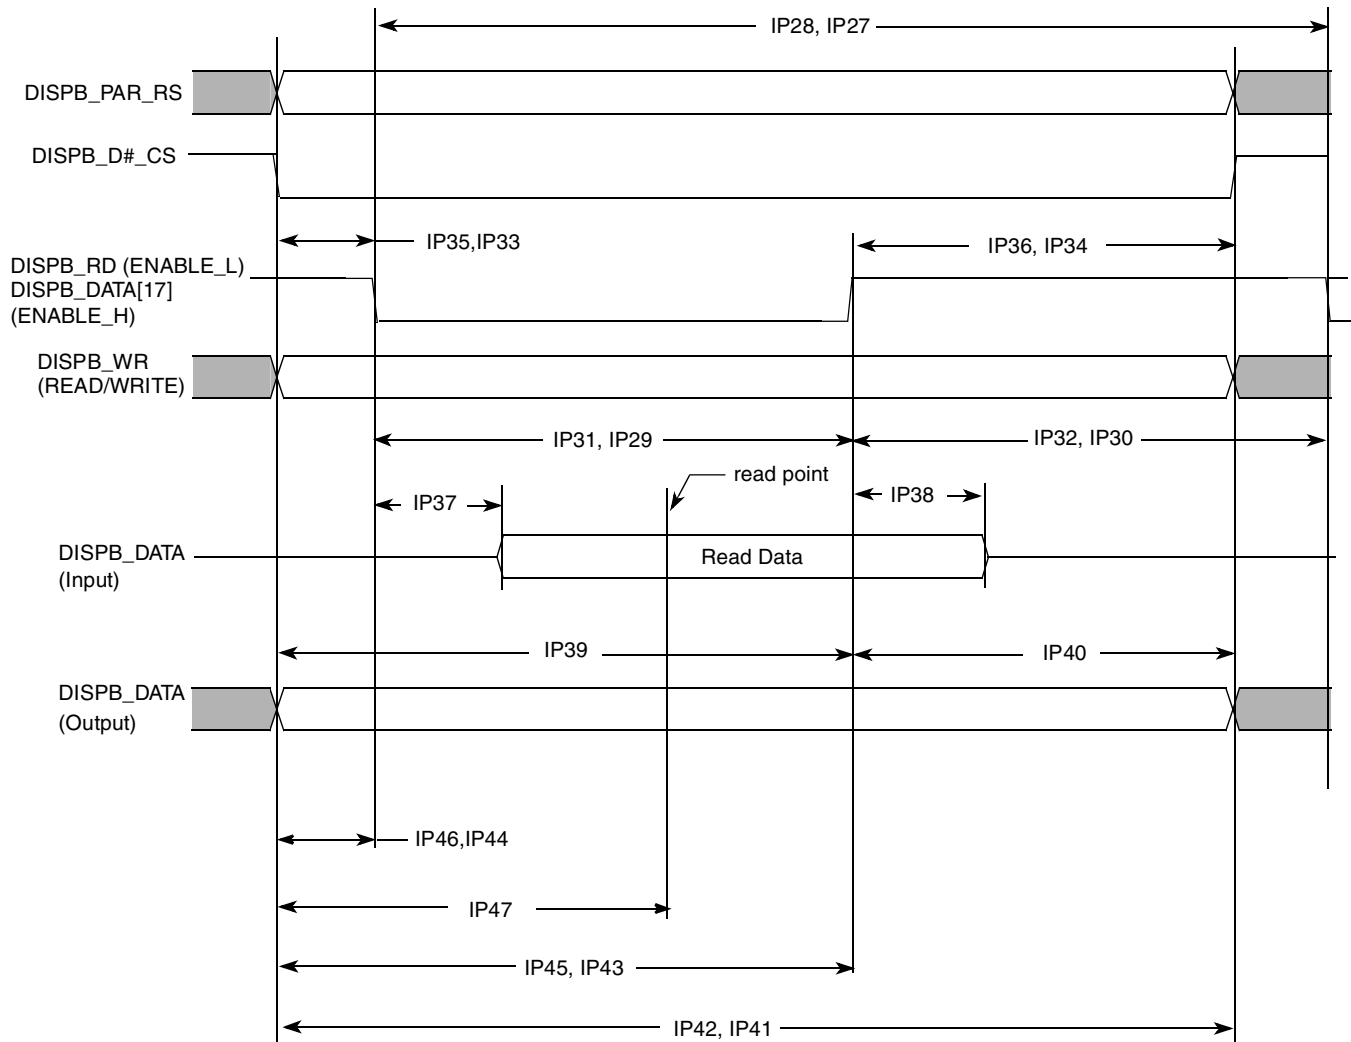 IP28, IP27
DISPB_PAR_RS
DISPB_D#_CS
IP35,IP33
IP36, IP34
DISPB_RD (ENABLE_L)
DISPB_DATA[17]
(ENABLE_H)
DISPB_WR
(READ/WRITE)
IP31, IP29
IP32, IP30
read point
IP37
IP38
DISPB_DATA
(Input)
Read Data
IP39
IP40
DISPB_DATA
(Output)
IP46,IP44
IP47
IP45, IP43
IP42, IP41